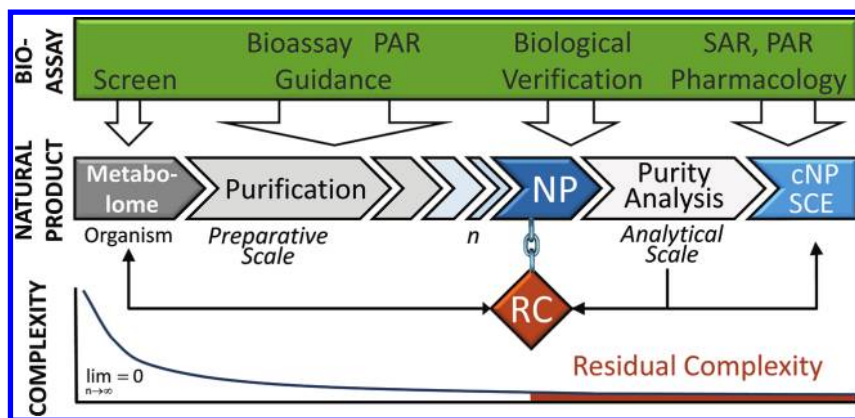 BIO-
ASSAY
Screen
Bioassay PAR
Guidance
Biological
Verification
SAR, PAR
Pharmacology
NATURAL
PRODUCT
Metabo-
lome
Purification
NP
Purity
Analysis
cNP
SCE
Organism
Preparative
Scale
n
Analytical
Scale
RC
COMPLEXITY
lim = 0
n→∞
Residual Complexity